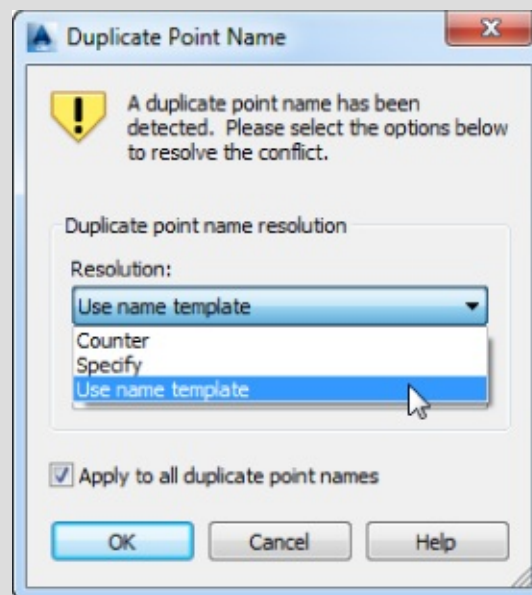 Duplicate Point Name
A duplicate point name has been
detected. Please select the options below
to resolve the conflict.
Duplicate point name resolution
Resolution:
Use name template
Counter
Specify
Use name template
Apply to all duplicate point names
OK
Cancel
Help